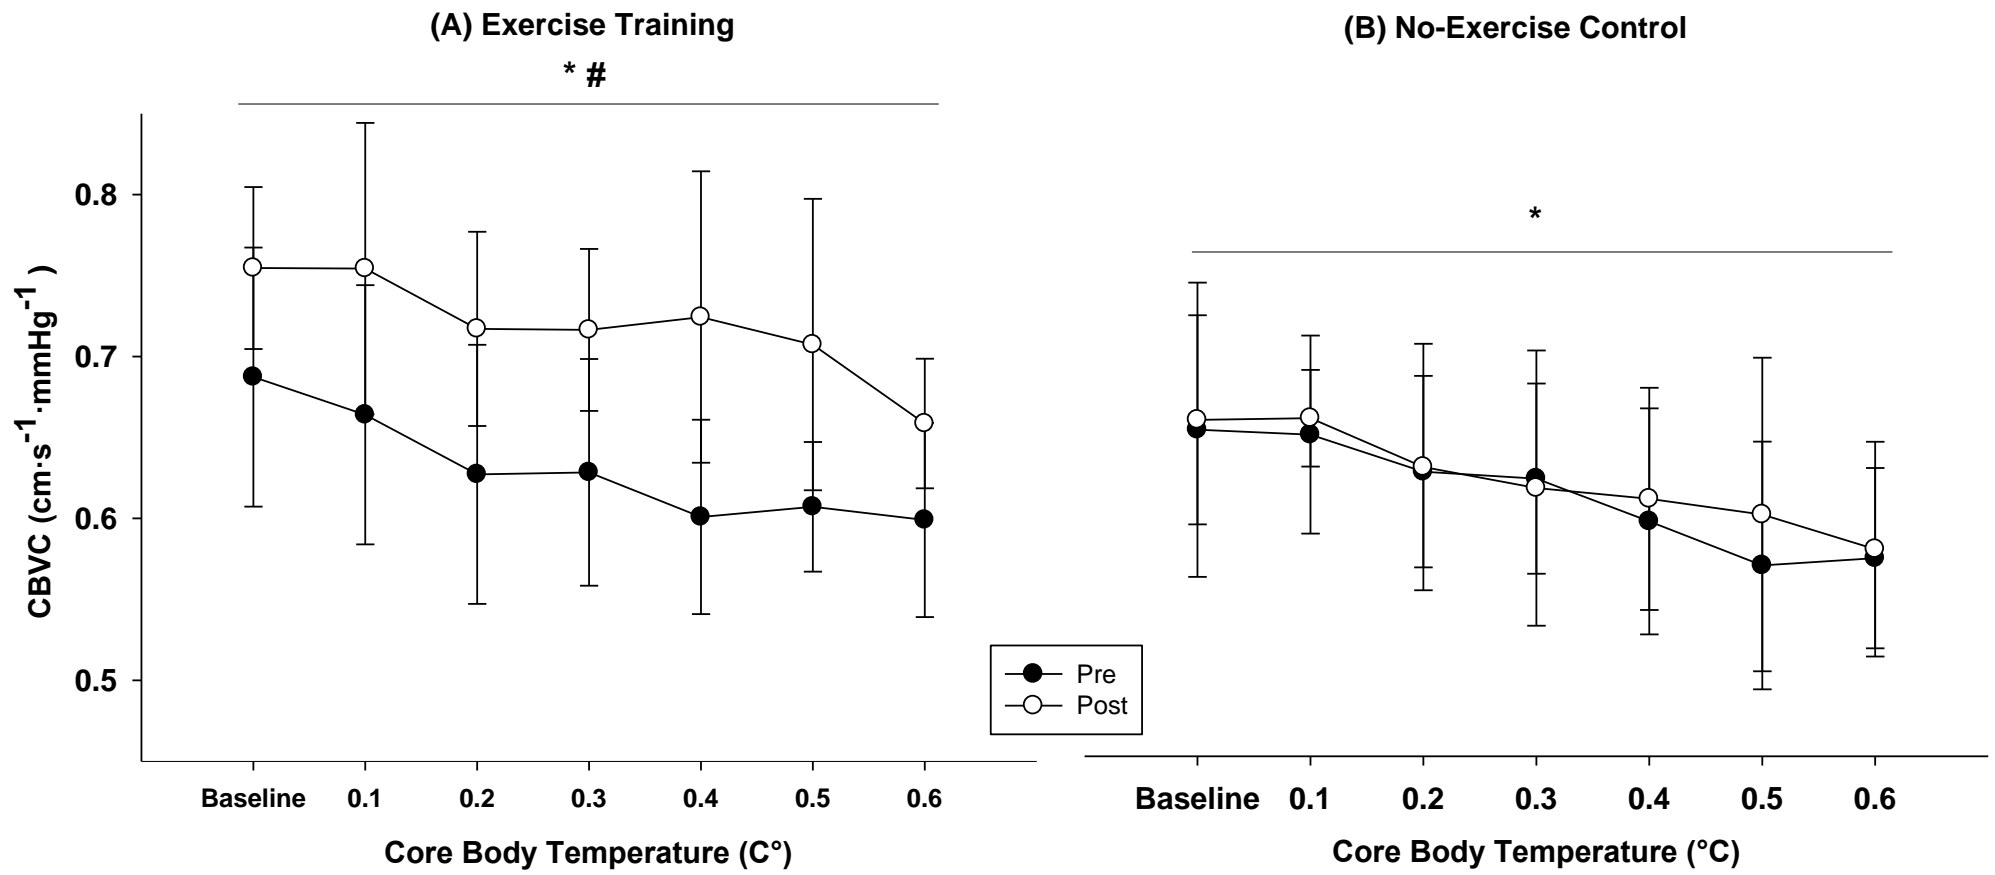 (A) Exercise Training
* #
(B) No-Exercise Control
*
CBVC (cm·s⁻¹·mmHg⁻¹ )
0.8
0.7
0.6
0.5
Pre
Post
Baseline 0.1 0.2 0.3 0.4 0.5 0.6
Core Body Temperature (C°)
Baseline 0.1 0.2 0.3 0.4 0.5 0.6
Core Body Temperature (°C)